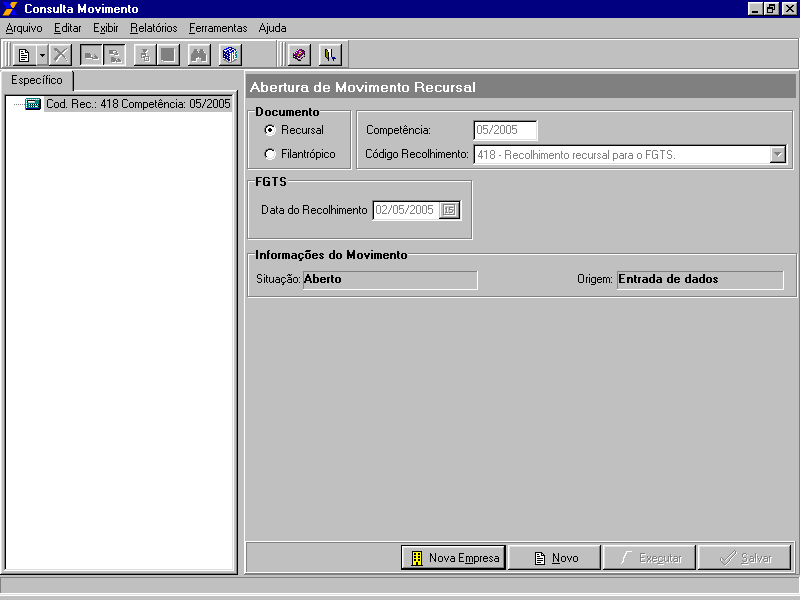 Consulta Movimento
Arquivo Editar Exibir Relatórios Ferramentas Ajuda
Específico
Cod. Rec.: 418 Competência: 05/2005
Abertura de Movimento Recursal
Documento
Recursal
Filantrópico
Competência: 05/2005
Código Recolhimento: 418 - Recolhimento recursal para o FGTS.
FGTS
Data do Recolhimento 02/05/2005 15
Informações do Movimento
Situação: Aberto Origem: Entrada de dados
Nova Empresa Novo Executar Salvar